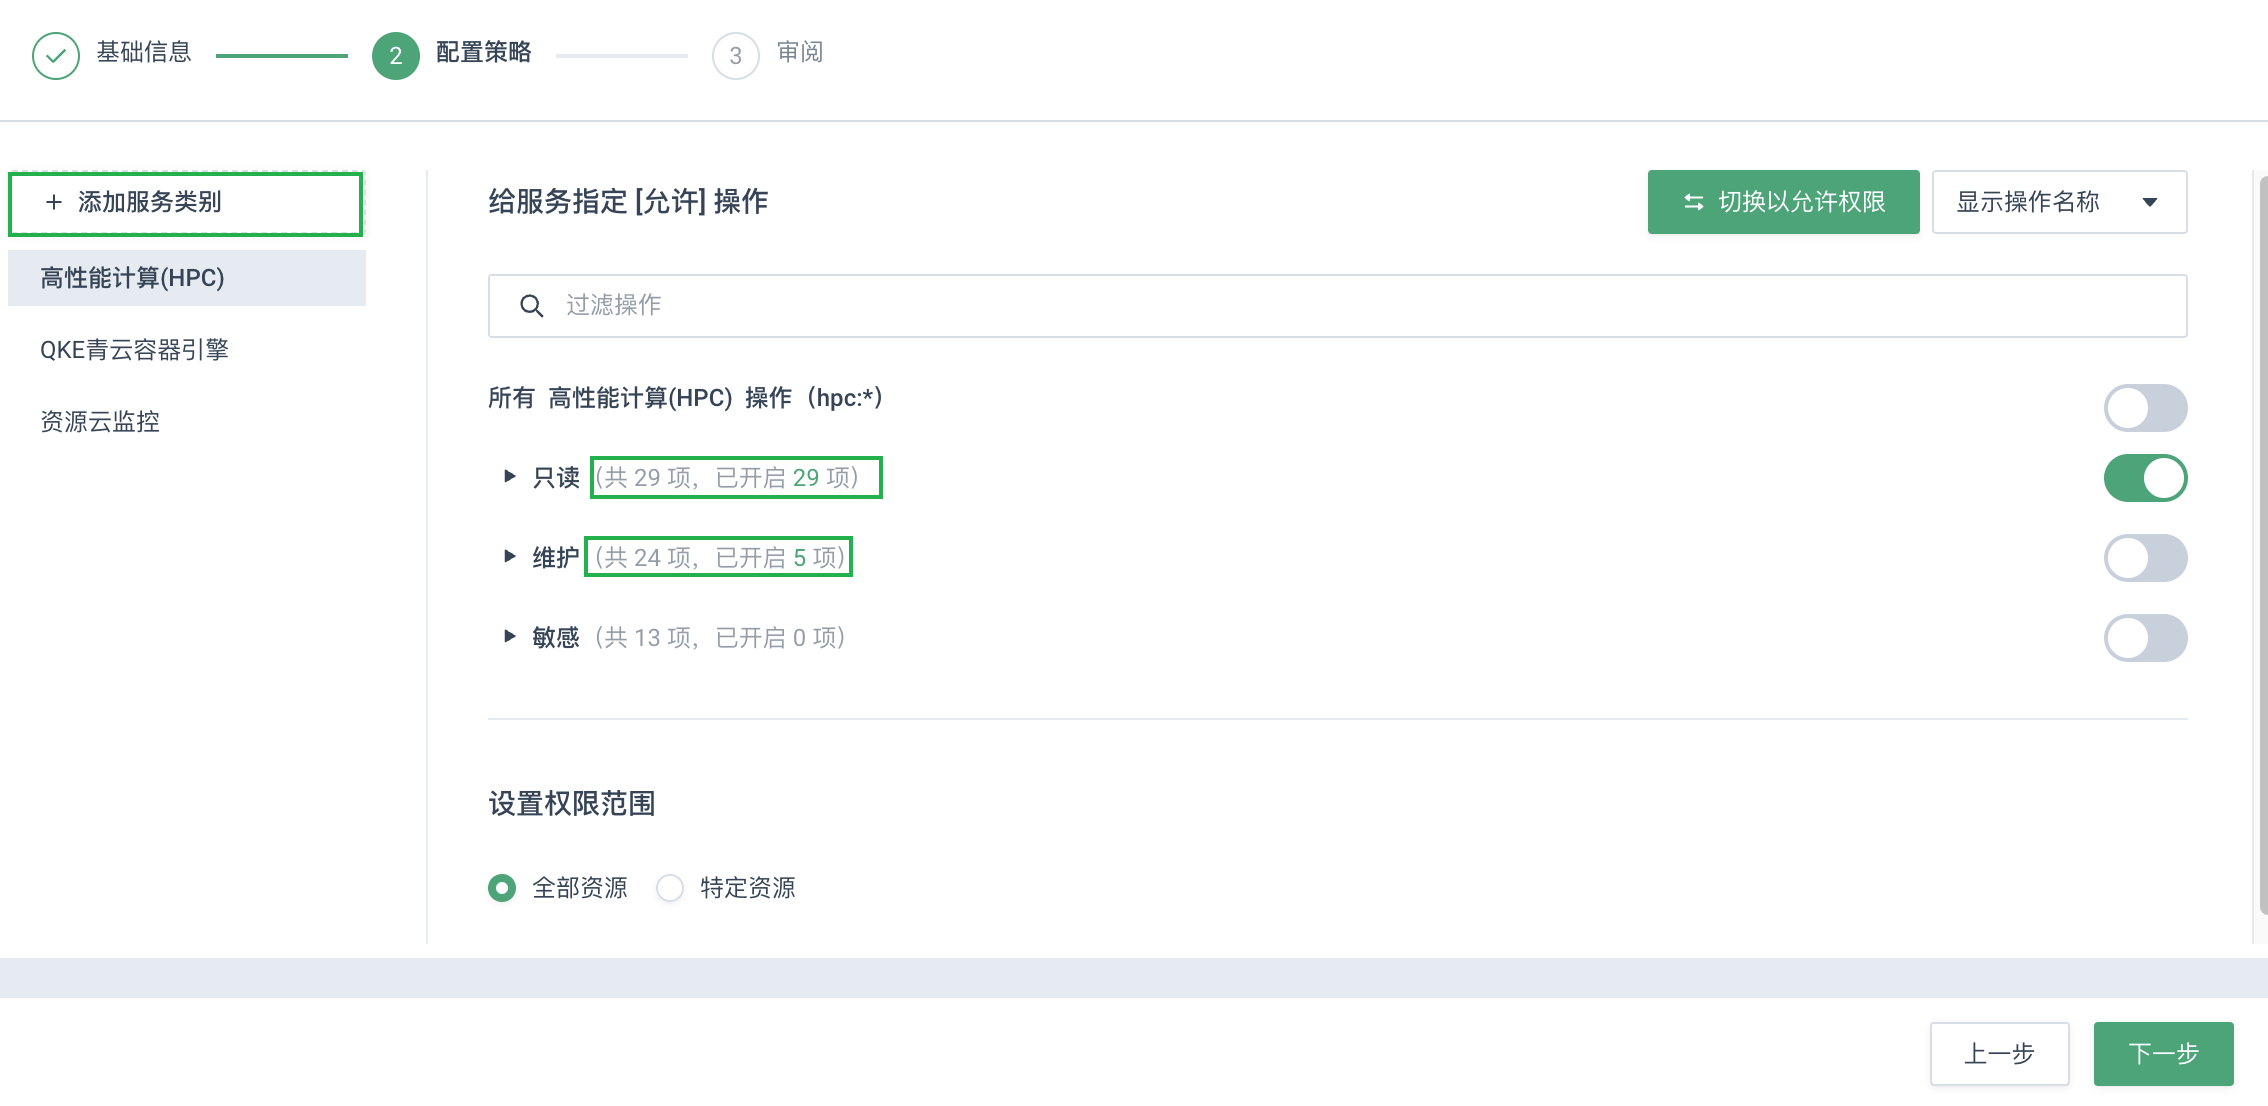 基础信息
2 配置策略
3 审阅
+ 添加服务类别
高性能计算(HPC)
QKE青云容器引擎
资源云监控
给服务指定 [允许] 操作
切换以允许权限
显示操作名称
过滤操作
所有 高性能计算(HPC) 操作（hpc:*）
只读（共 29 项，已开启 29 项）
维护（共 24 项，已开启 5 项）
敏感（共 13 项，已开启 0 项）
设置权限范围
全部资源 特定资源
上一步
下一步